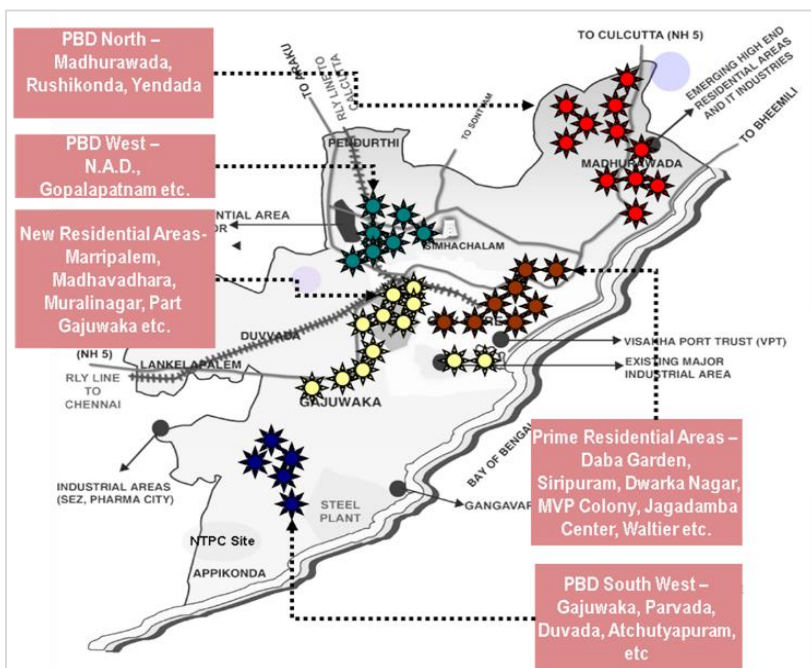 PBD North –
Madhurawada,
Rushikonda, Yendada
PBD West –
N.A.D.,
Gopalapatnam etc.
New Residential Areas-
Marripalem,
Madhavadhara,
Muralinagar, Part
Gajuwaka etc.
TO CULCUTTA (NH 5)
EMERGING HIGH END
RESIDENTIAL AREAS
AND IT INDUSTRIES
TO BHEEMILI
TO ARAKU
RLY LINE TO
CALCUTTA
PENDURTHI
MADHURAWADA
AREA
SIMHACHALAM
DUVVADA
(NH 5)
LANKELAPALEM
RLY LINE
TO
CHENNAI
GAJUWAKA
VISAKHA PORT TRUST (VPT)
EXISTING MAJOR
INDUSTRIAL AREA
BAY OF BENGAL
INDUSTRIAL AREAS
(SEZ, PHARMA CITY)
STEEL
PLANT
GANGAVAR
NTPC Site
APPIKONDA
Prime Residential Areas –
Daba Garden,
Siripuram, Dwarka Nagar,
MVP Colony, Jagadamba
Center, Waltier etc.
PBD South West –
Gajuwaka, Parvada,
Duvada, Atchutyapuram,
etc